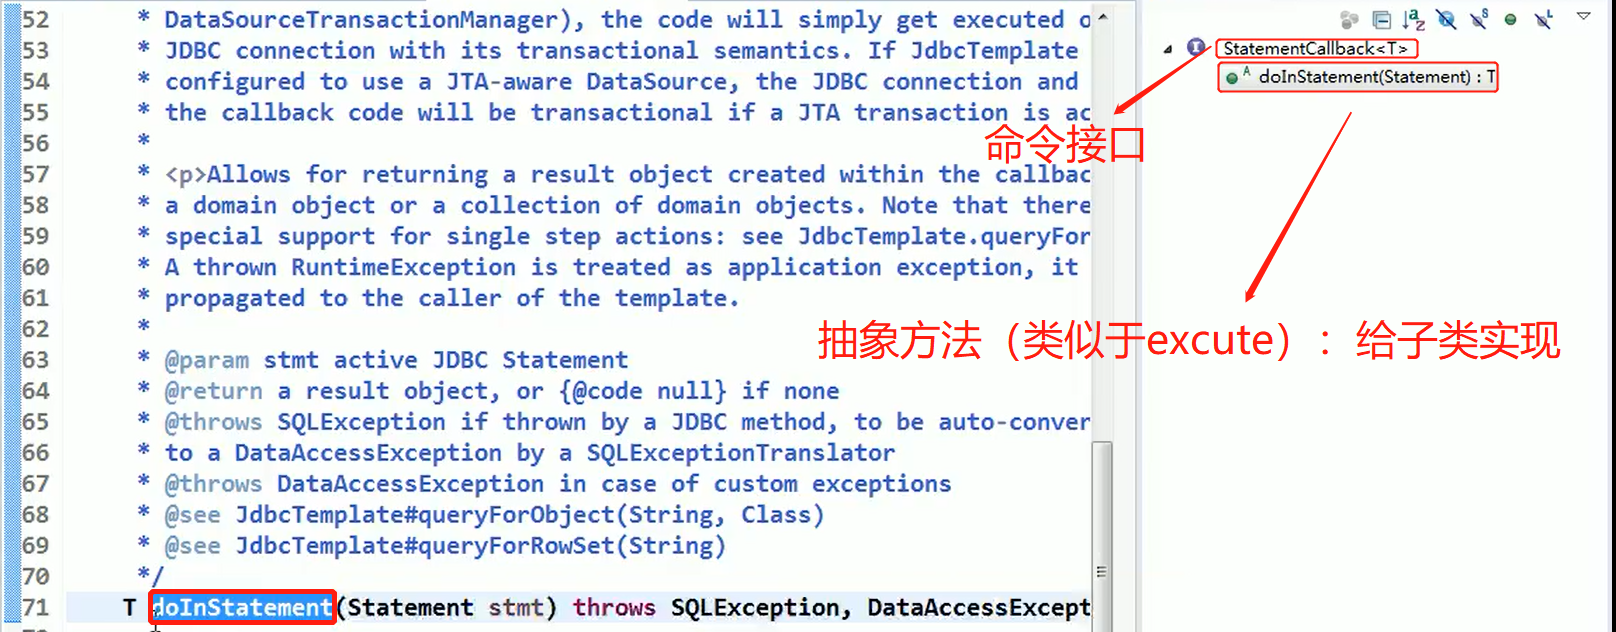 52 * DataSourceTransactionManager), the code will simply get executed o
53 * JDBC connection with its transactional semantics. If JdbcTemplate
54 * configured to use a JTA-aware DataSource, the JDBC connection and
55 * the callback code will be transactional if a JTA transaction is ac
56 *
57 * <p>Allows for returning a result object created within the callbac
58 * a domain object or a collection of domain objects. Note that there
59 * special support for single step actions: see JdbcTemplate.queryFor
60 * A thrown RuntimeException is treated as application exception, it
61 * propagated to the caller of the template.
62 *
63 * @param stmt active JDBC Statement
64 * @return a result object, or {@code null} if none
65 * @throws SQLException if thrown by a JDBC method, to be auto-conver
66 * to a DataAccessException by a SQLExceptionTranslator
67 * @throws DataAccessException in case of custom exceptions
68 * @see JdbcTemplate#queryForObject(String, Class)
69 * @see JdbcTemplate#queryForRowSet(String)
70 */
71 T doInStatement(Statement stmt) throws SQLException, DataAccessExcept
StatementCallback<T>
doInStatement(Statement) : T
命令接口
抽象方法（类似于excute）：给子类实现